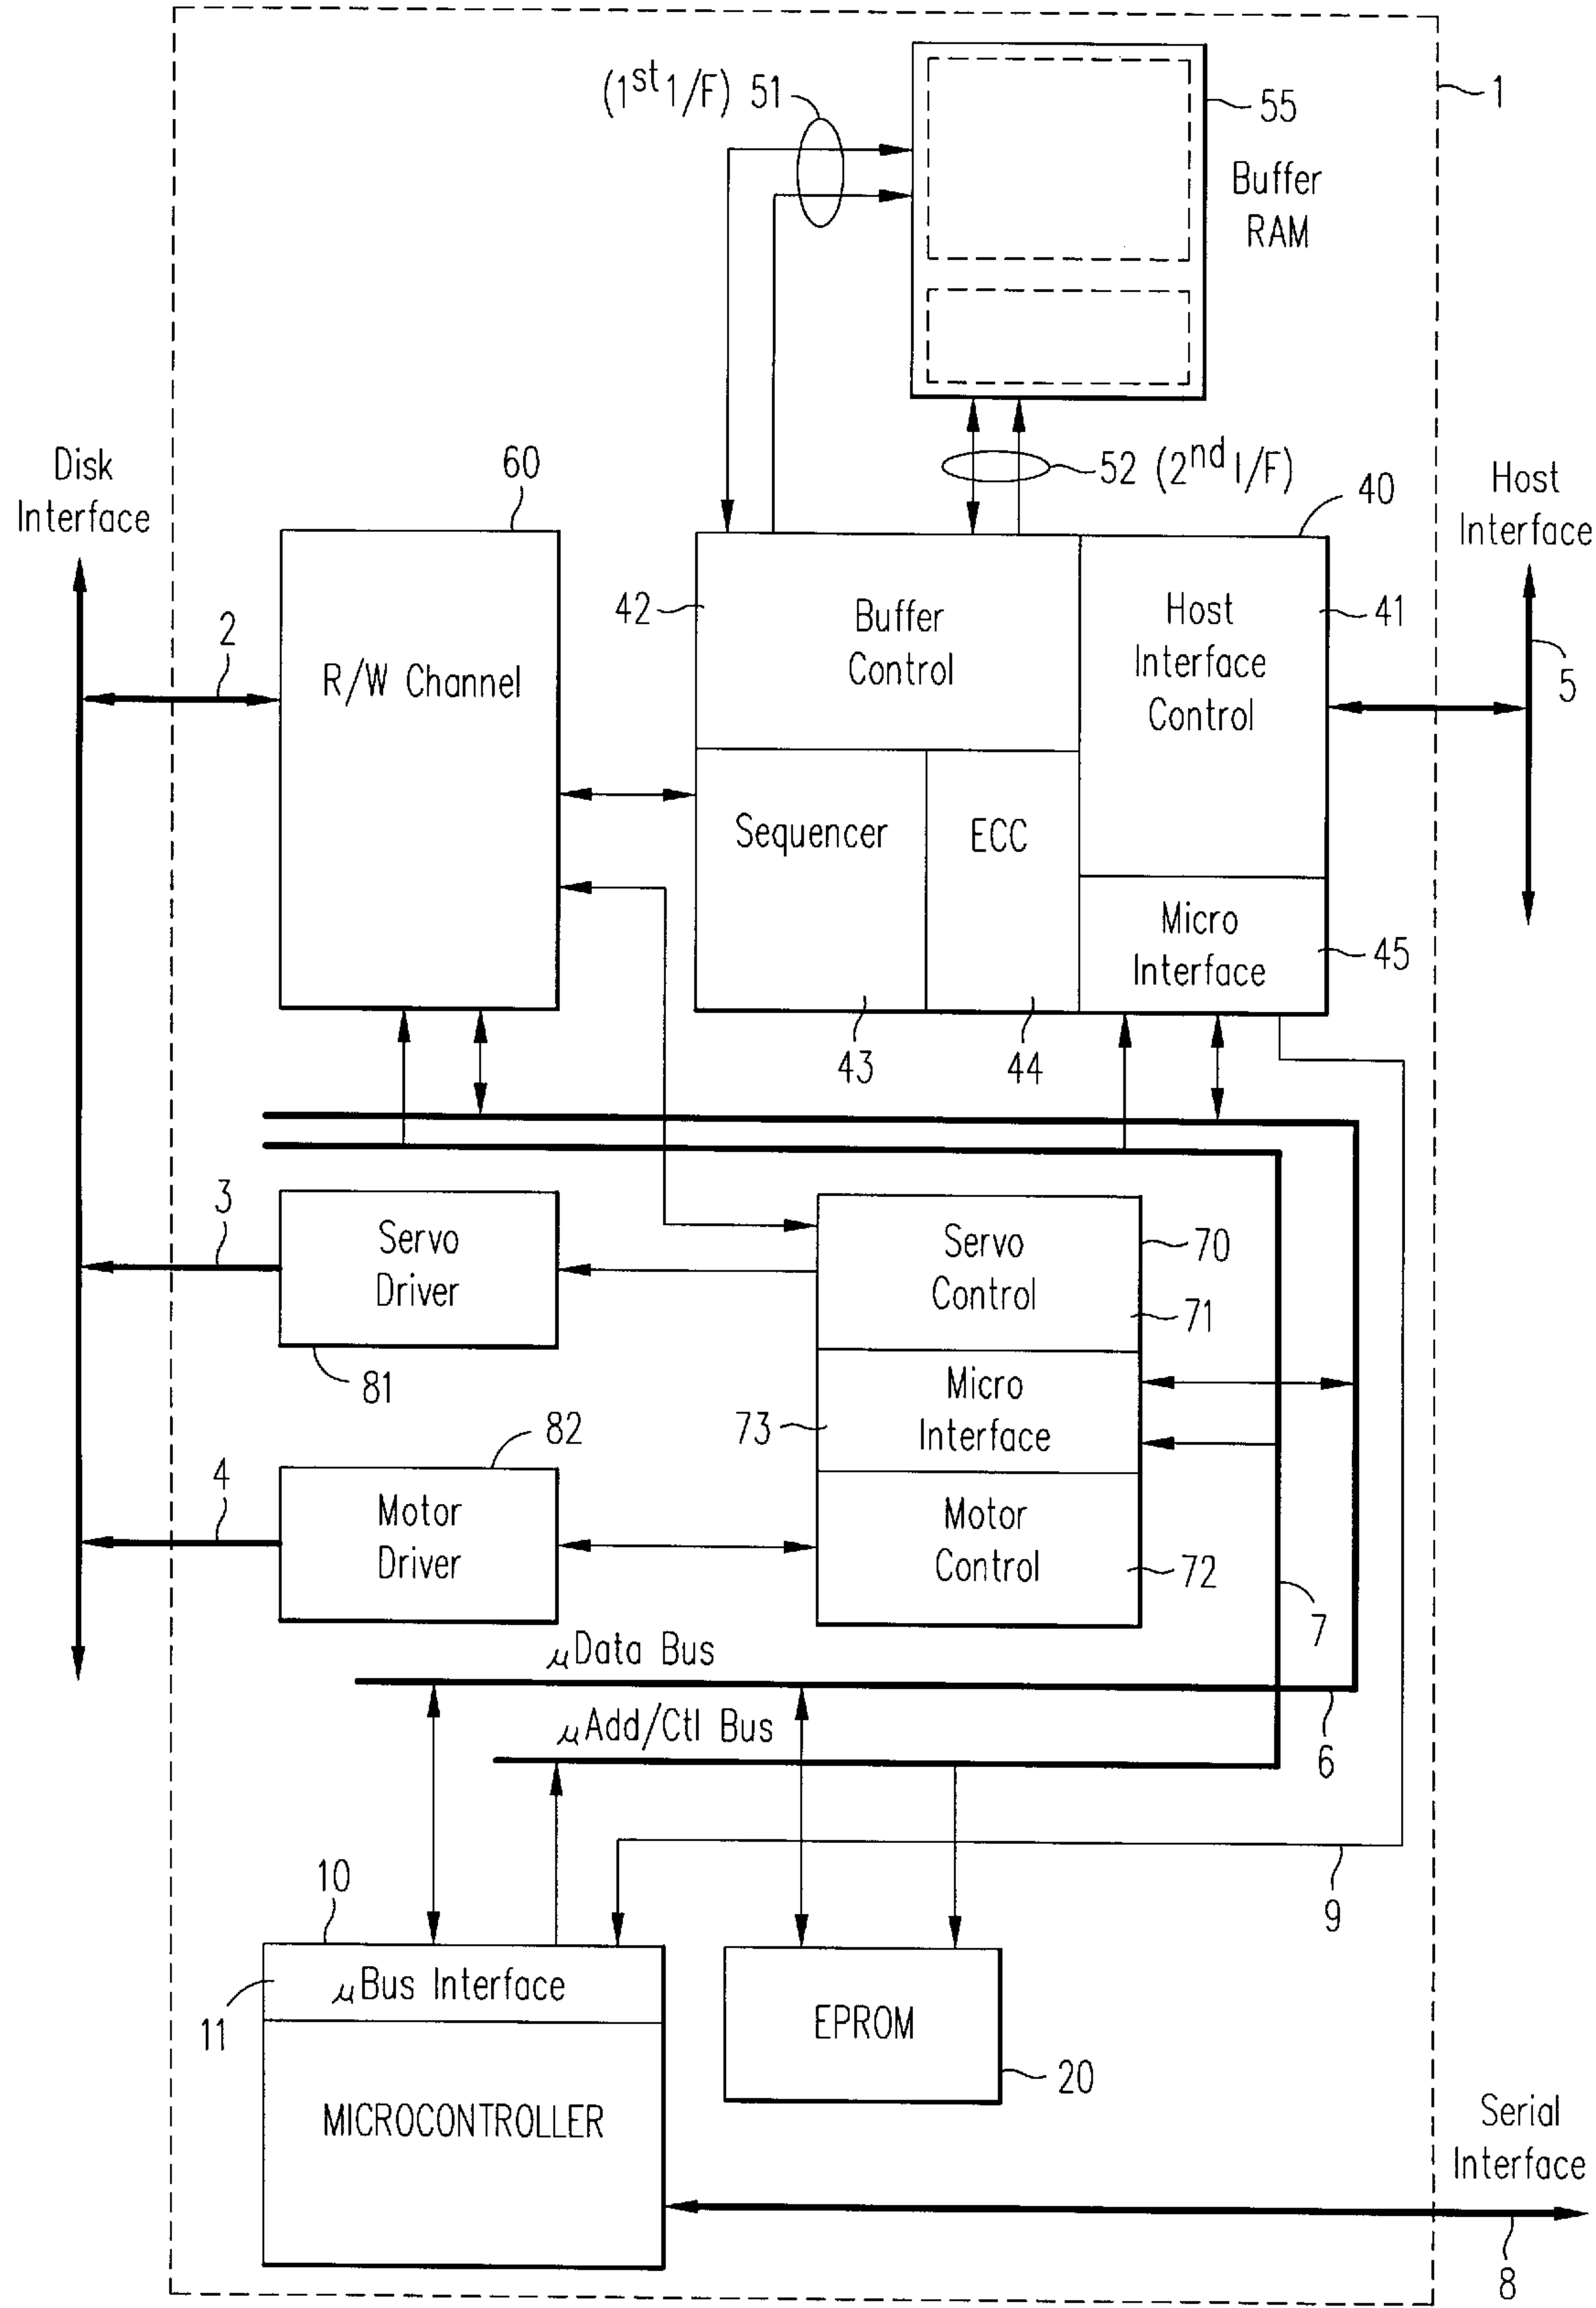 (1st 1/F) 51
55
1
Buffer
RAM
Disk
Interface
60
52 (2nd I/F)
40
Host
Interface
42
Buffer
Control
Host
Interface
Control
41
2
R/W Channel
5
Sequencer
ECC
Micro
Interface
45
43
44
3
Servo
Driver
Servo
Control
70
71
81
Micro
Interface
73
82
4
Motor
Driver
Motor
Control
72
7
μData Bus
μAdd/Ctl Bus
6
10
9
μBus Interface
11
EPROM
20
MICROCONTROLLER
Serial
Interface
8